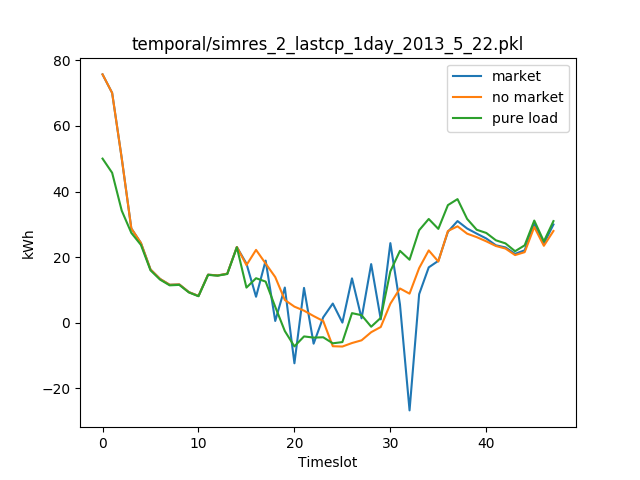 temporal/simres_2_lastcp_1day_2013_5_22.pkl
market
no market
pure load
80
60
40
20
0
−20
kWh
0 10 20 30 40
Timeslot